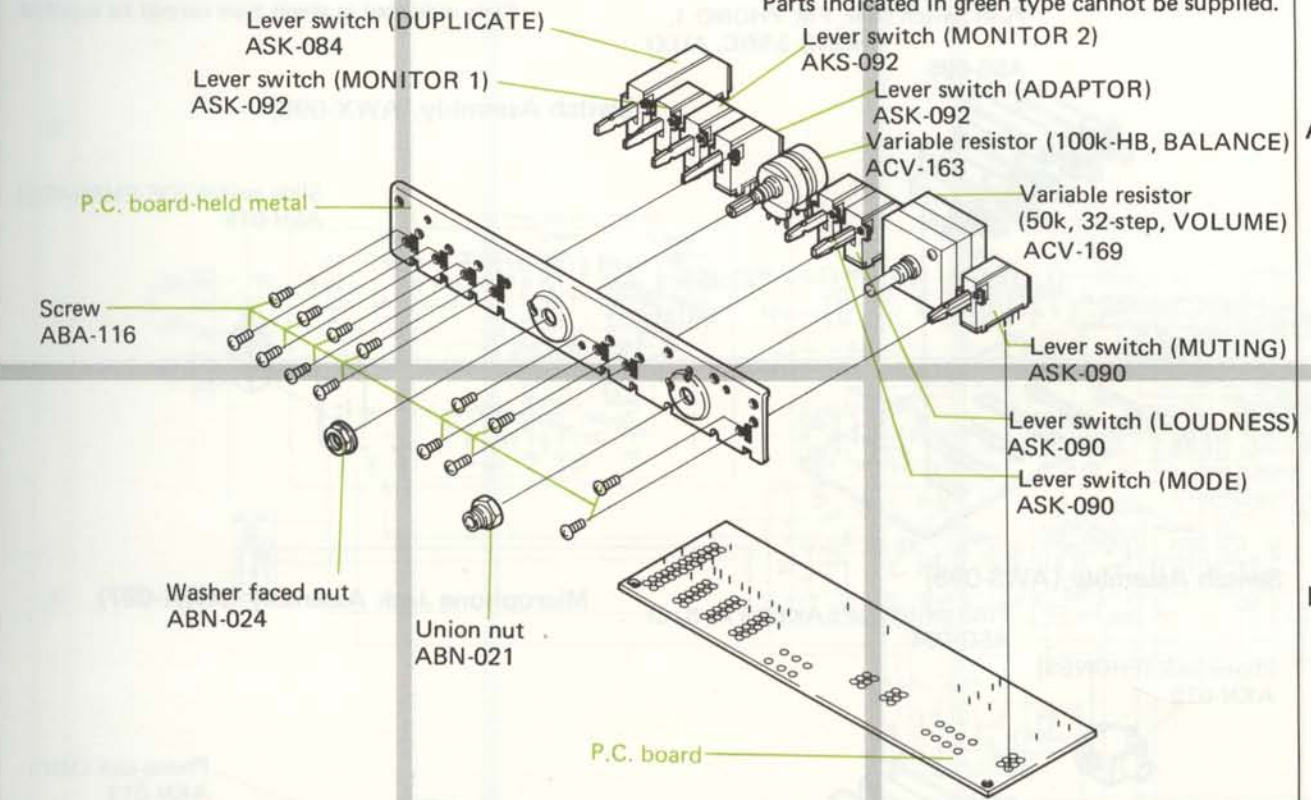 Parts indicated in green type cannot be supplied.
Lever switch (DUPLICATE)
ASK-084
Lever switch (MONITOR 2)
AKS-092
Lever switch (MONITOR 1)
ASK-092
Lever switch (ADAPTOR)
ASK-092
Variable resistor (100k-HB, BALANCE)
ACV-163
P.C. board-held metal
Variable resistor
(50k, 32-step, VOLUME)
ACV-169
Screw
ABA-116
Lever switch (MUTING)
ASK-090
Lever switch (LOUDNESS)
ASK-090
Lever switch (MODE)
ASK-090
Washer faced nut
ABN-024
Union nut
ABN-021
P.C. board